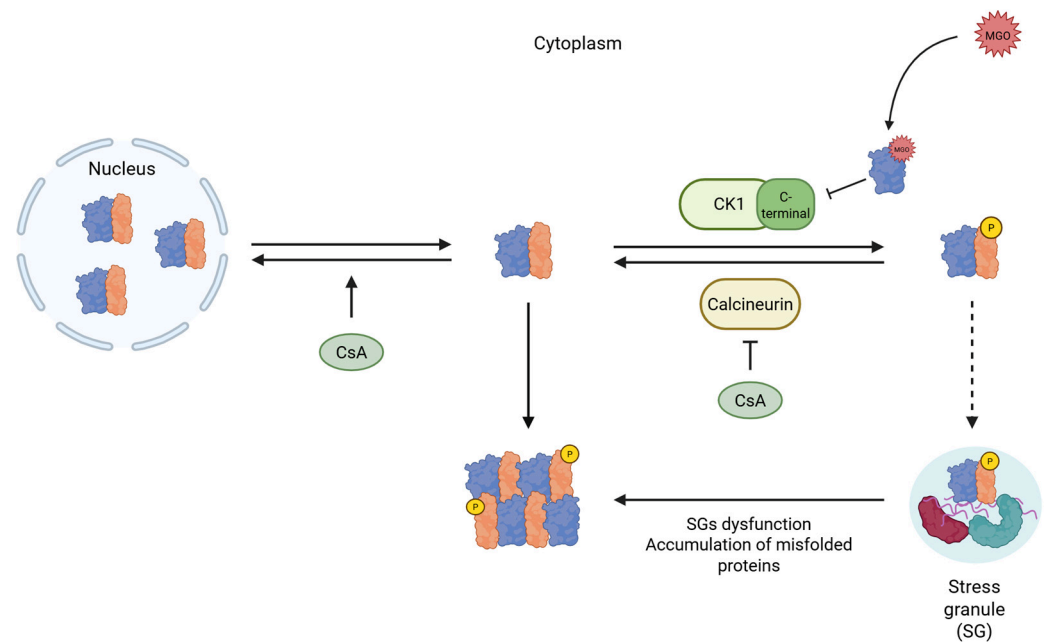 Cytoplasm
MGO
Nucleus
MGO
CK1
C-
terminal
P
CsA
Calcineurin
CsA
P
P
P
SGs dysfunction
Accumulation of misfolded
proteins
Stress
granule
(SG)